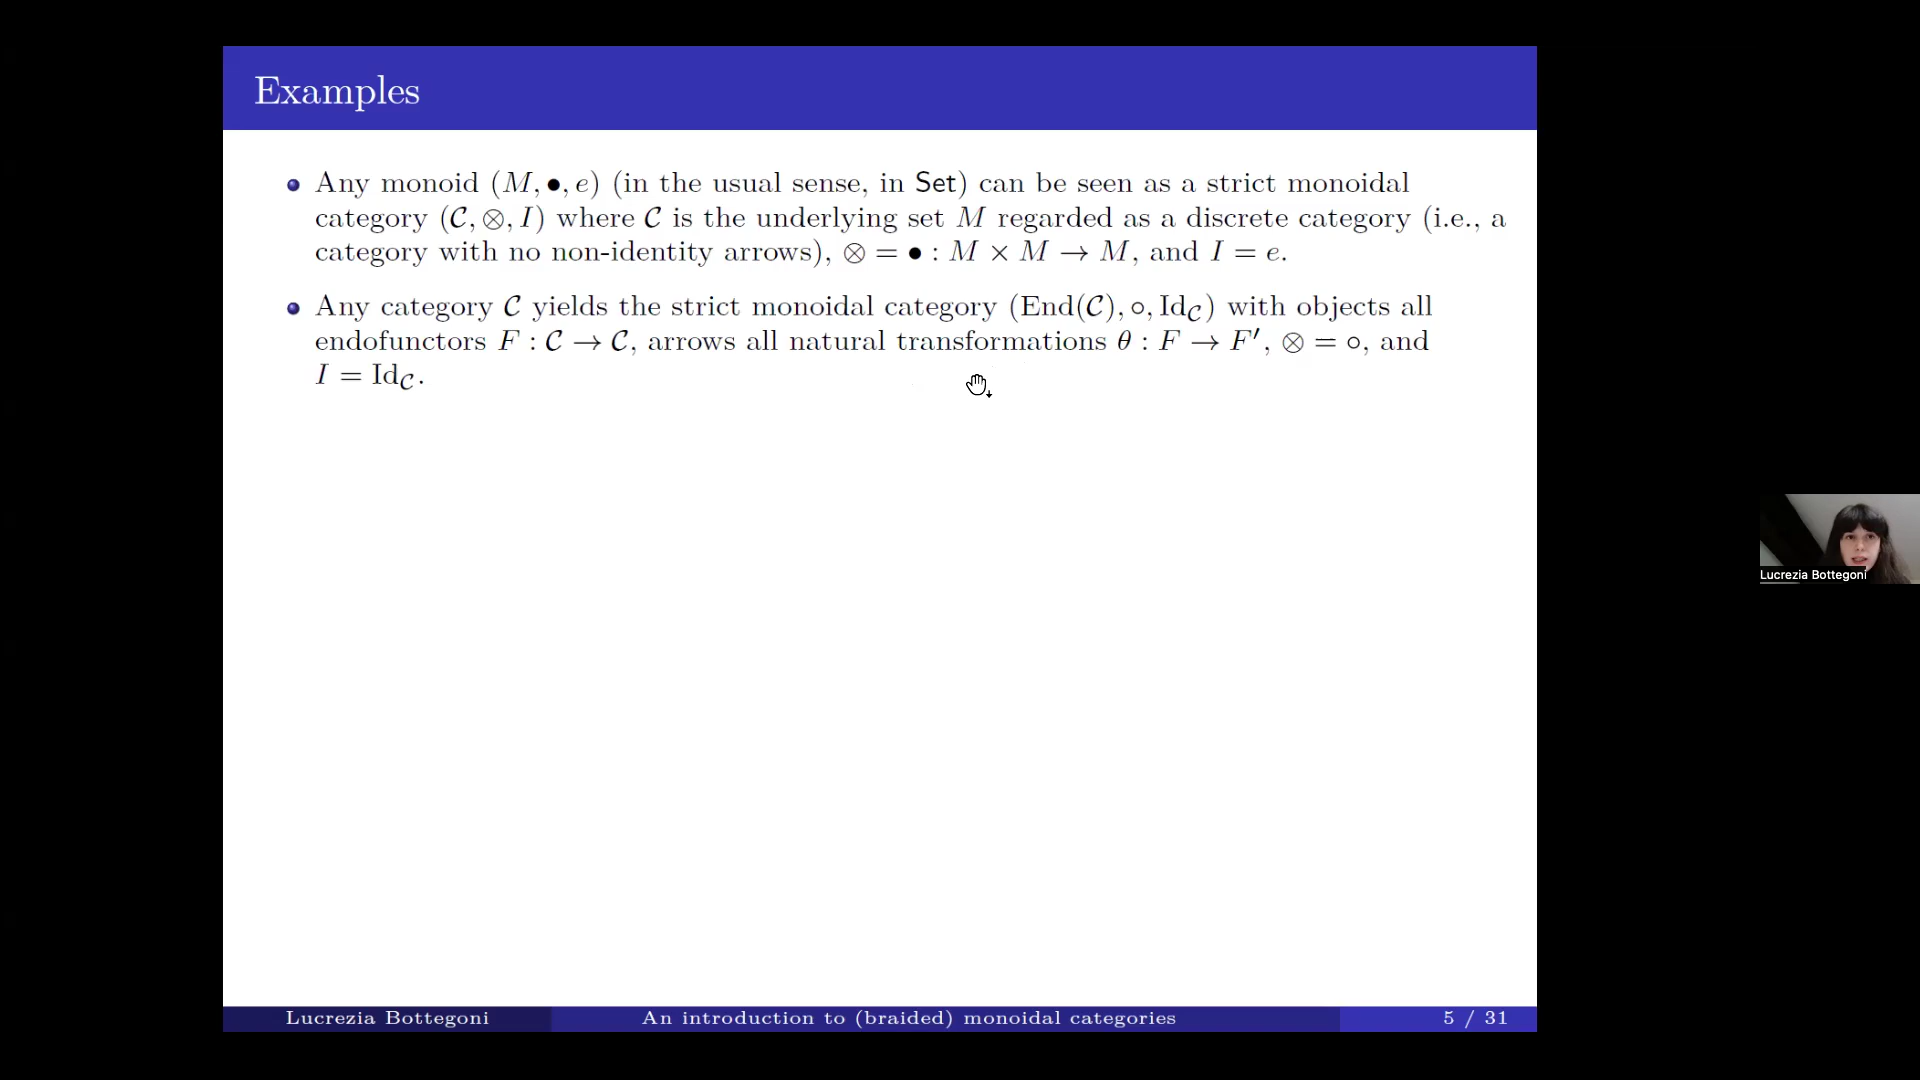 Examples
Any monoid (M, •, e) (in the usual sense, in Set) can be seen as a strict monoidal
category (𝒞, ⊗, I) where 𝒞 is the underlying set M regarded as a discrete category (i.e., a
category with no non-identity arrows), ⊗ = • : M × M → M, and I = e.
Any category 𝒞 yields the strict monoidal category (End(𝒞), ∘, Id_𝒞) with objects all
endofunctors F : 𝒞 → 𝒞, arrows all natural transformations θ : F → F′, ⊗ = ∘, and
I = Id_𝒞.
Lucrezia Bottegoni
Lucrezia Bottegoni An introduction to (braided) monoidal categories 5 / 31